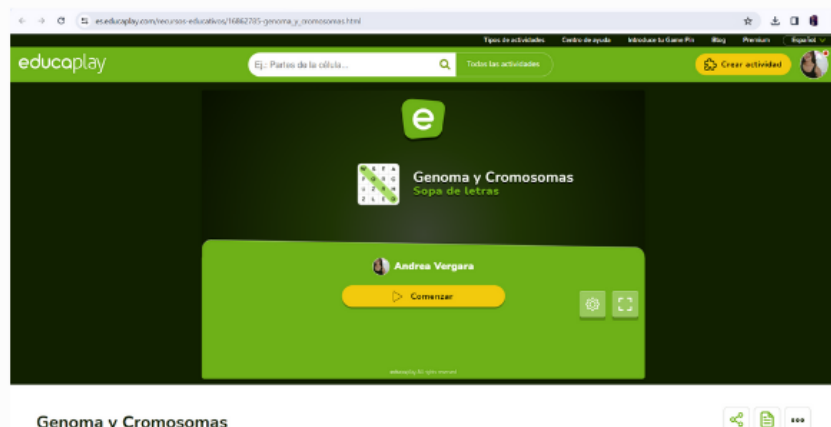 es.educaplay.com/recursos-educativos/16862785-genoma_y_cromosomas.html
Tipos de actividades Centro de ayuda Introduce tu Game Pin Blog Premium Español
educaplay
Ej.: Partes de la célula...
Todas las actividades
Crear actividad
e
Genoma y Cromosomas
Sopa de letras
Andrea Vergara
Comenzar
Genoma y Cromosomas